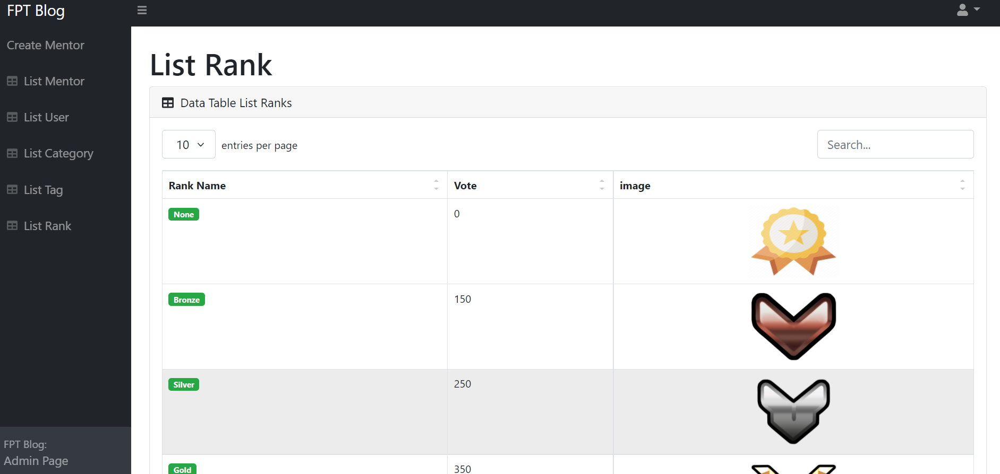 FPT Blog
Create Mentor
List Mentor
List User
List Category
List Tag
List Rank
FPT Blog:
Admin Page
List Rank
Data Table List Ranks
10 entries per page
Search...
Rank Name Vote image
None 0
Bronze 150
Silver 250
Gold 350